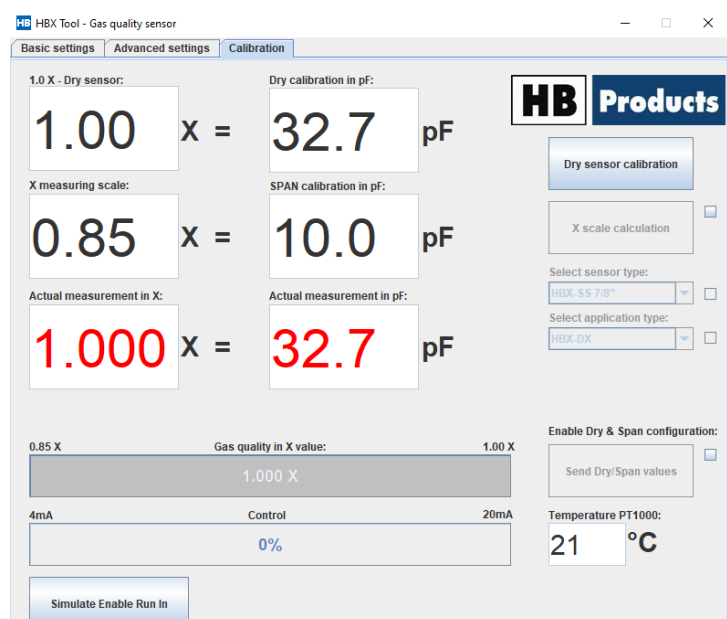 HB HBX Tool - Gas quality sensor
Basic settings Advanced settings Calibration
1.0 X - Dry sensor: Dry calibration in pF:
1.00 X = 32.7 pF
HB Products
Dry sensor calibration
X measuring scale: SPAN calibration in pF:
0.85 X = 10.0 pF
X scale calculation
Actual measurement in X: Actual measurement in pF:
1.000 X = 32.7 pF
Select sensor type:
HBX-SS 7/8"
Select application type:
HBX-DX
0.85 X Gas quality in X value: 1.00 X
1.000 X
Enable Dry & Span configuration:
Send Dry/Span values
4mA Control 20mA
0%
Temperature PT1000:
21 °C
Simulate Enable Run In